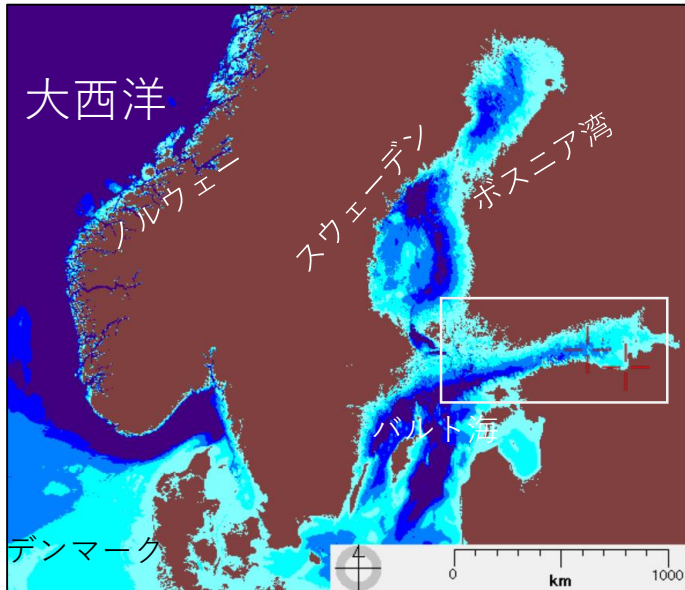 大西洋
ノルウェー
スウェーデン
ボスニア湾
バルト海
デンマーク
0
1000
km